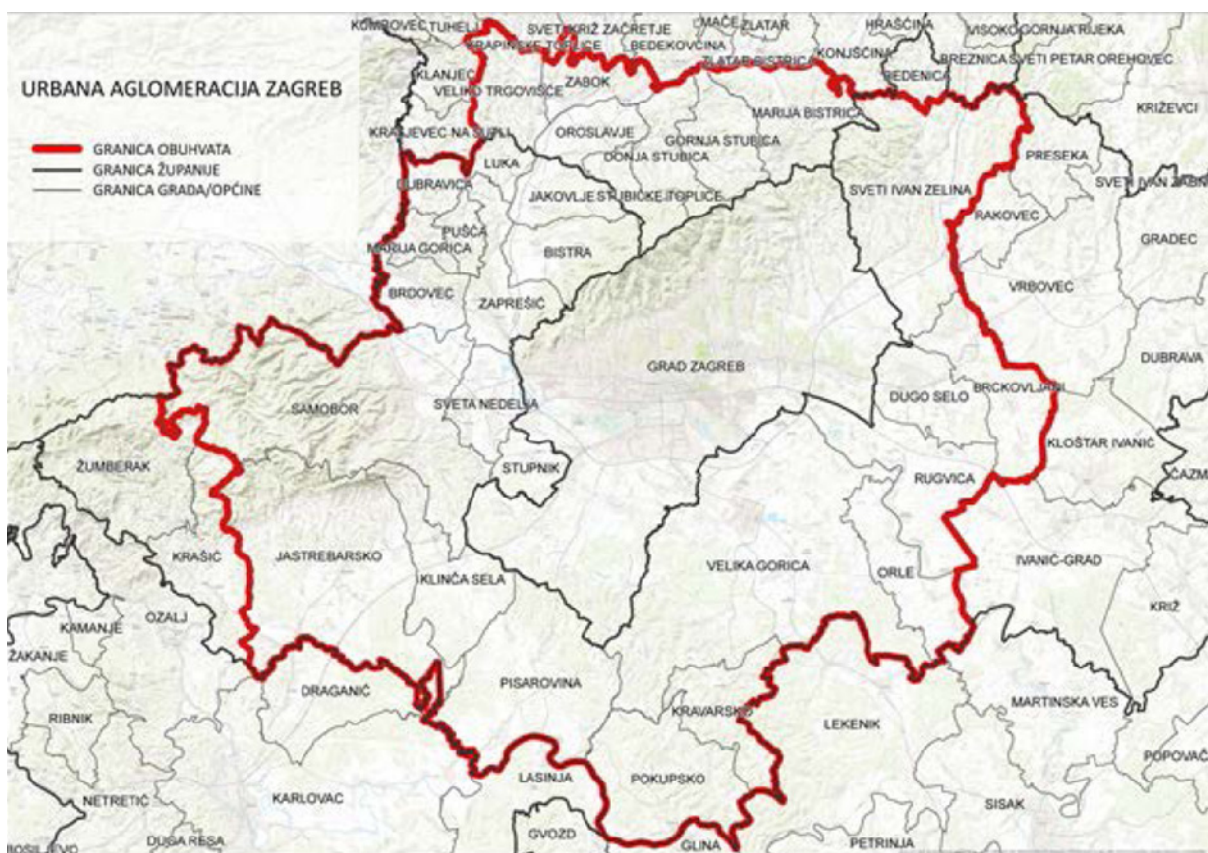 KUMROVEC TUHELJ
SVETI KRIŽ ZAČRETJE
MAČE
ZLATAR
HRAŠĆINA
VISOKO
GORNJA RIJEKA
KRAPINSKE TOPLICE
BEDEKOVČINA
ZLATAR BISTRICA
KONJŠĆINA
BREZNICA
SVETI PETAR OREHOVEC
URBANA AGLOMERACIJA ZAGREB
KLANJEC
VELIKO TRGOVIŠĆE
ZABOK
BEDENICA
MARIJA BISTRICA
KRIŽEVCI
GRANICA OBUHVATA
KRALJEVEC NA SUTLI
OROSLAVJE
GORNJA STUBICA
GRANICA ŽUPANIJE
LUKA
DONJA STUBICA
PRESEKA
GRANICA GRADA/OPĆINE
DUBRAVICA
JAKOVLJE
STUBIČKE TOPLICE
SVETI IVAN ZELINA
SVETI IVAN ŽABNO
RAKOVEC
PUŠĆA
MARIJA GORICA
BISTRA
GRADEC
BRDOVEC
ZAPREŠIĆ
VRBOVEC
GRAD ZAGREB
DUBRAVA
SAMOBOR
SVETA NEDELJA
DUGO SELO
BRCKOVLJANI
KLOŠTAR IVANIĆ
ŽUMBERAK
STUPNIK
RUGVICA
ČAZM
KRAŠIĆ
JASTREBARSKO
KLINČA SELA
VELIKA GORICA
ORLE
IVANIĆ-GRAD
KRIŽ
OZALJ
KAMANJE
ŽAKANJE
DRAGANIĆ
PISAROVINA
MARTINSKA VES
RIBNIK
KRAVARSKO
LEKENIK
POPOVAČ
LASINJA
POKUPSKO
NETRETIĆ
KARLOVAC
SISAK
GVOZD
GLINA
PETRINJA
DUGA RESA
BOSILJEVO